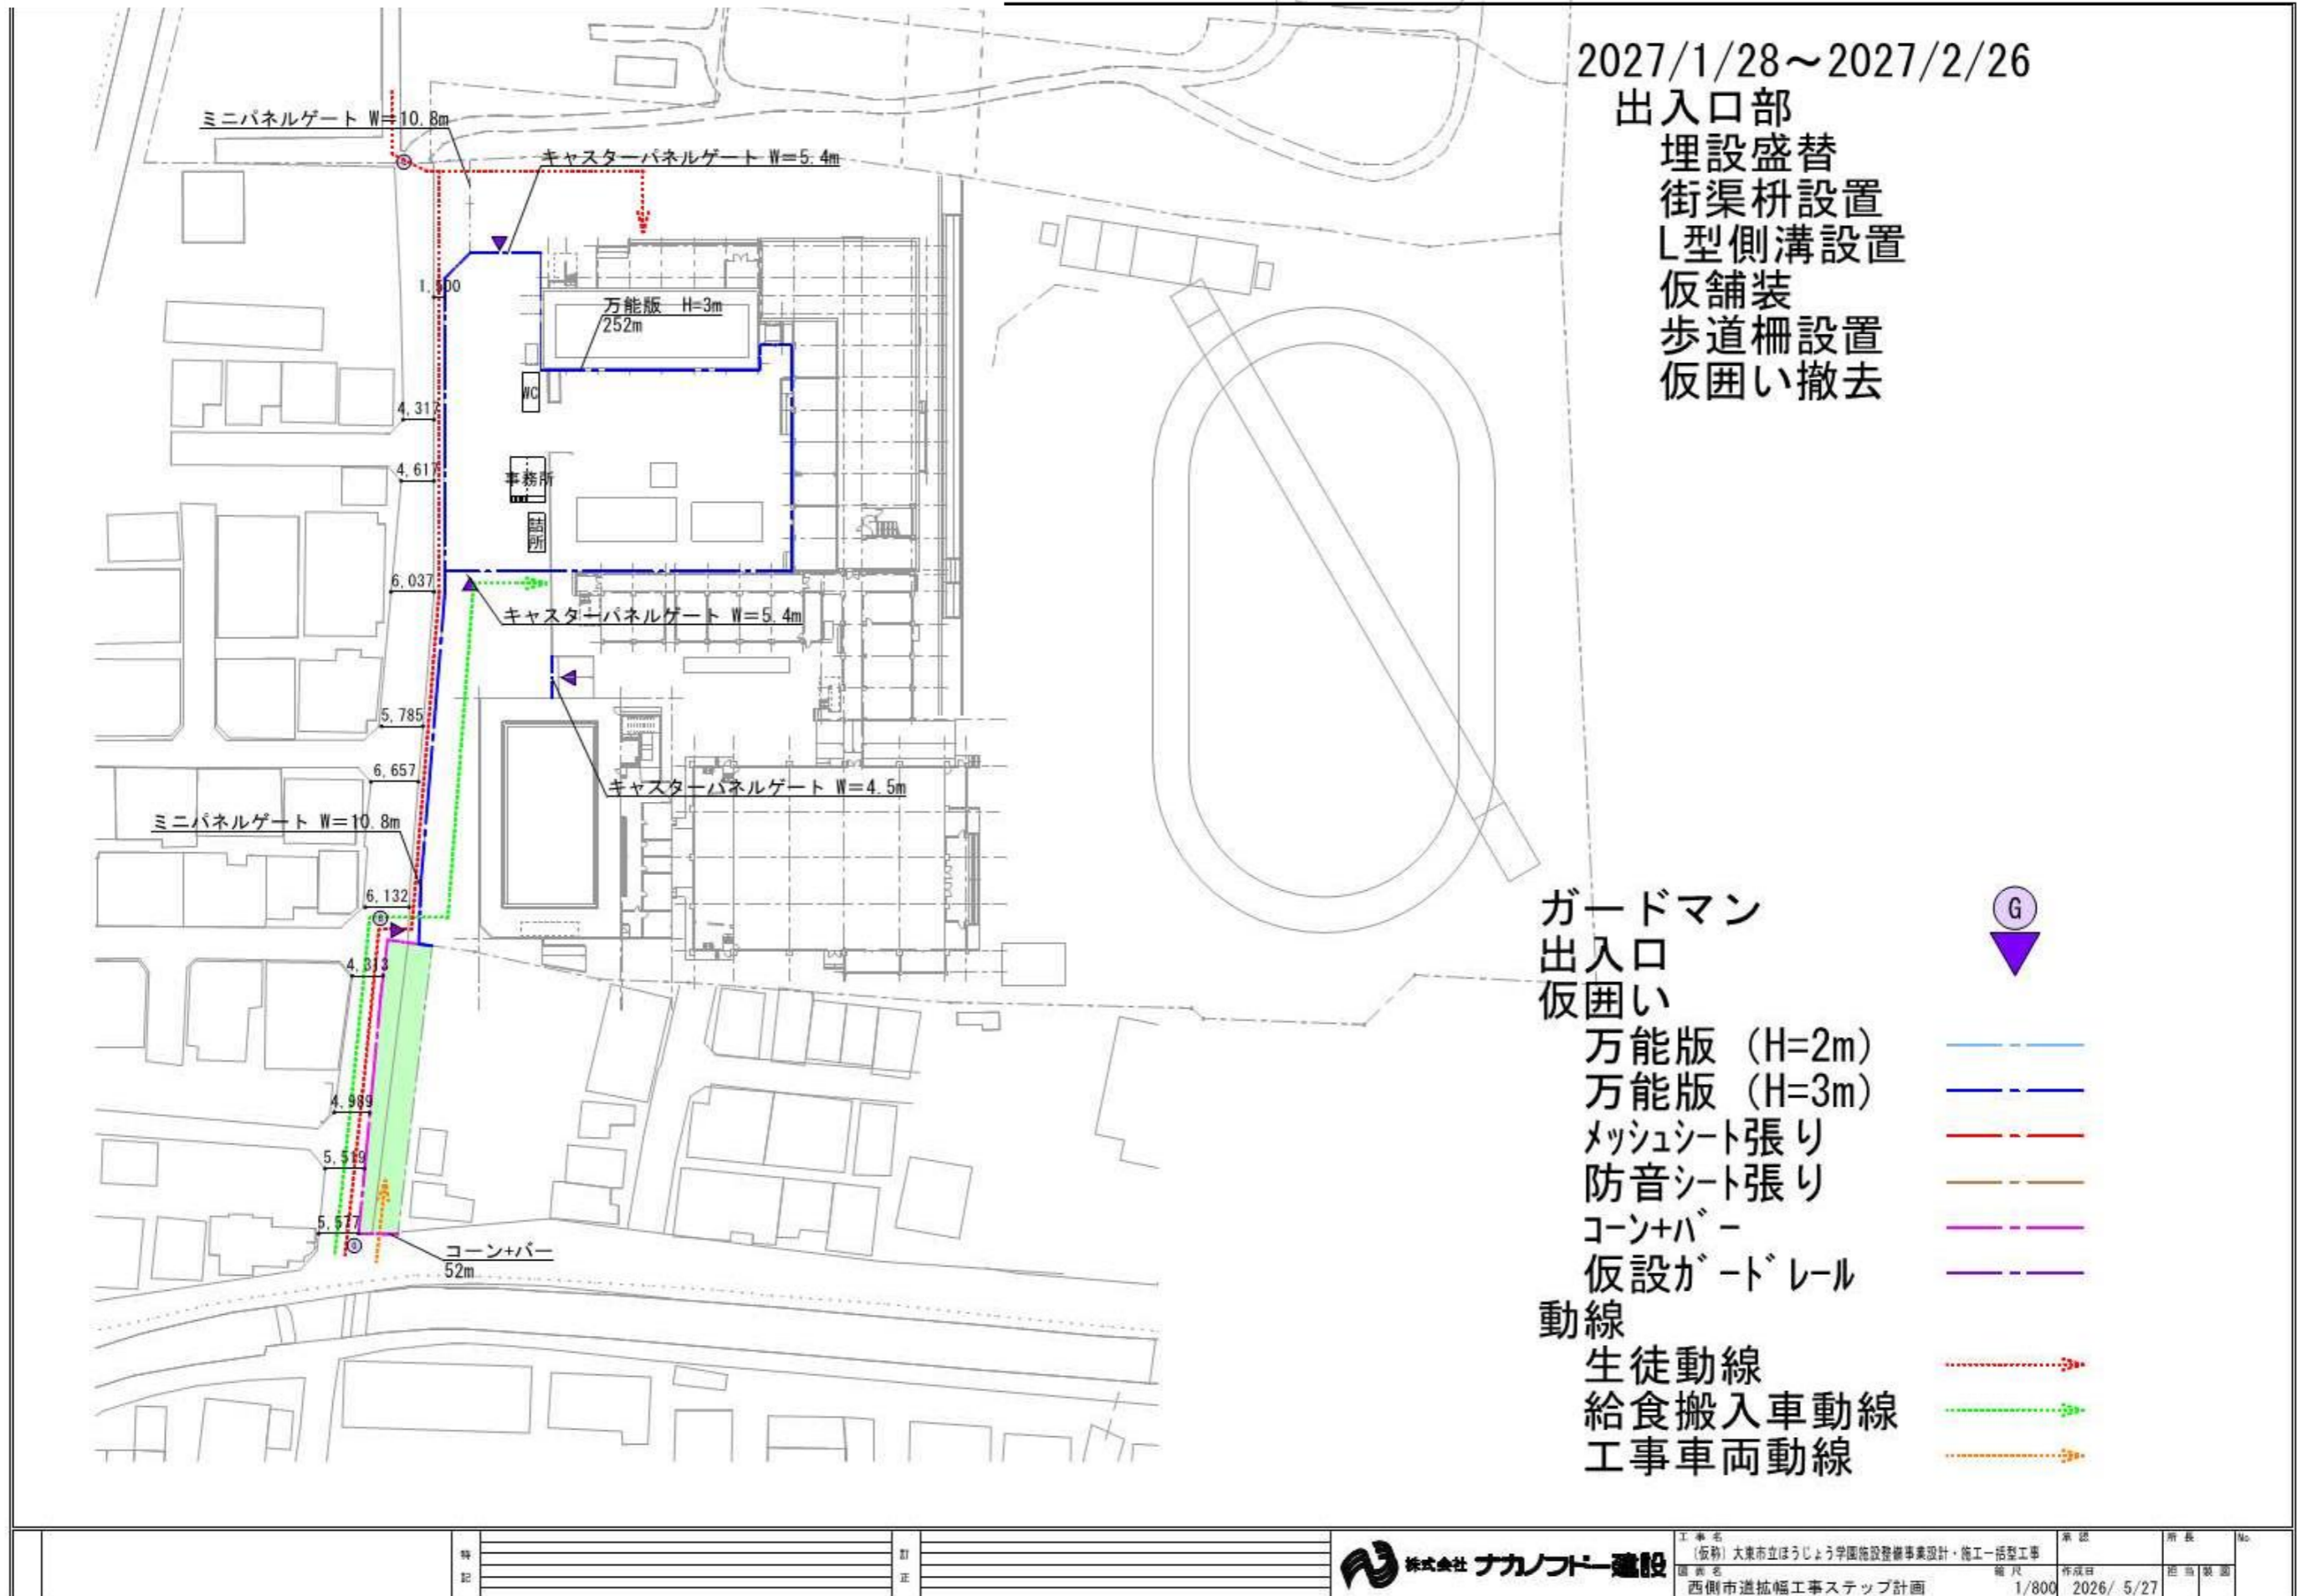 2027/1/28～2027/2/26
出入口部
埋設盛替
街渠枡設置
L型側溝設置
仮舗装
歩道柵設置
仮囲い撤去
ミニパネルゲート W=10.8m
キャスターパネルゲート W=5.4m
1,500
万能版 H=3m
252m
WC
4,317
4,617
事務所
詰所
6,037
キャスターパネルゲート W=5.4m
5,785
6,657
キャスターパネルゲート W=4.5m
ミニパネルゲート W=10.8m
6,132
4,313
4,989
5,519
5,577
コーン+バー
52m
ガードマン
G
出入口
仮囲い
万能版 (H=2m)
万能版 (H=3m)
メッシュシート張り
防音シート張り
コーン+バー
仮設ガードレール
動線
生徒動線
給食搬入車動線
工事車両動線
特記
訂正
株式会社 ナカノフドー建設
工事名
(仮称) 大東市立ほうじょう学園施設整備事業設計・施工一括型工事
図面名
西側市道拡幅工事ステップ計画
縮尺
1/800
承認
作成日
2026/ 5/27
所長
担当
製図
No.